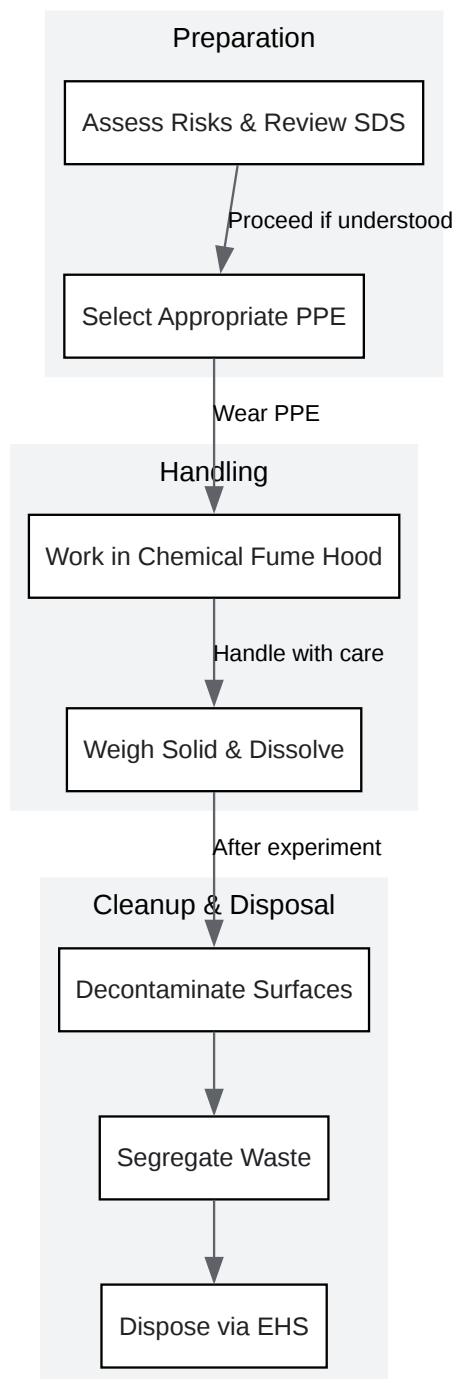 Preparation
Assess Risks & Review SDS
Proceed if understood
Select Appropriate PPE
Wear PPE
Handling
Work in Chemical Fume Hood
Handle with care
Weigh Solid & Dissolve
After experiment
Cleanup & Disposal
Decontaminate Surfaces
Segregate Waste
Dispose via EHS